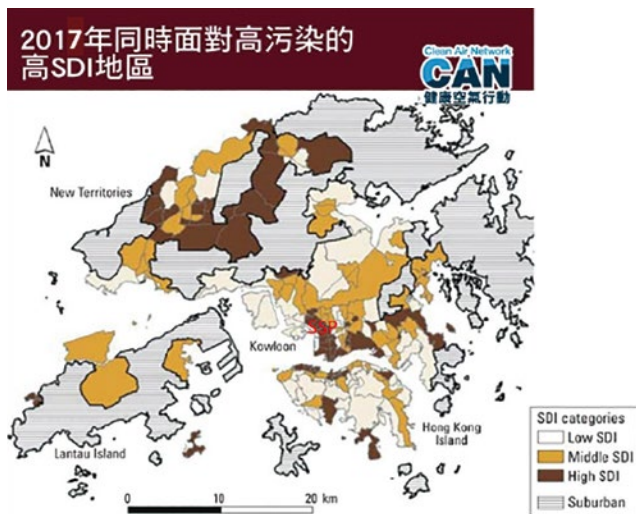 2017年同時面對高污染的
高SDI地區
Clean Air Network
CAN
健康空氣行動
N
New Territories
Kowloon
SSP
Lantau Island
Hong Kong
Island
SDI categories
Low SDI
Middle SDI
High SDI
Suburban
0 10 20 km